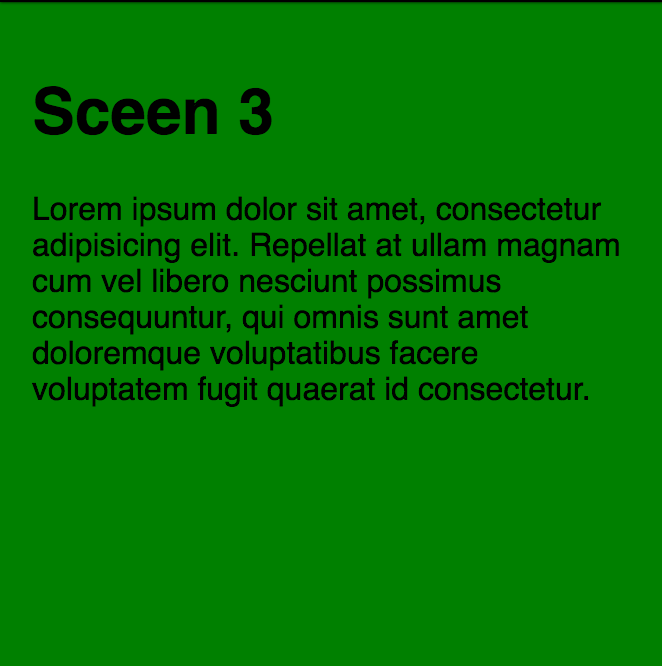 Sceen 3
Lorem ipsum dolor sit amet, consectetur
adipisicing elit. Repellat at ullam magnam
cum vel libero nesciunt possimus
consequuntur, qui omnis sunt amet
doloremque voluptatibus facere
voluptatem fugit quaerat id consectetur.